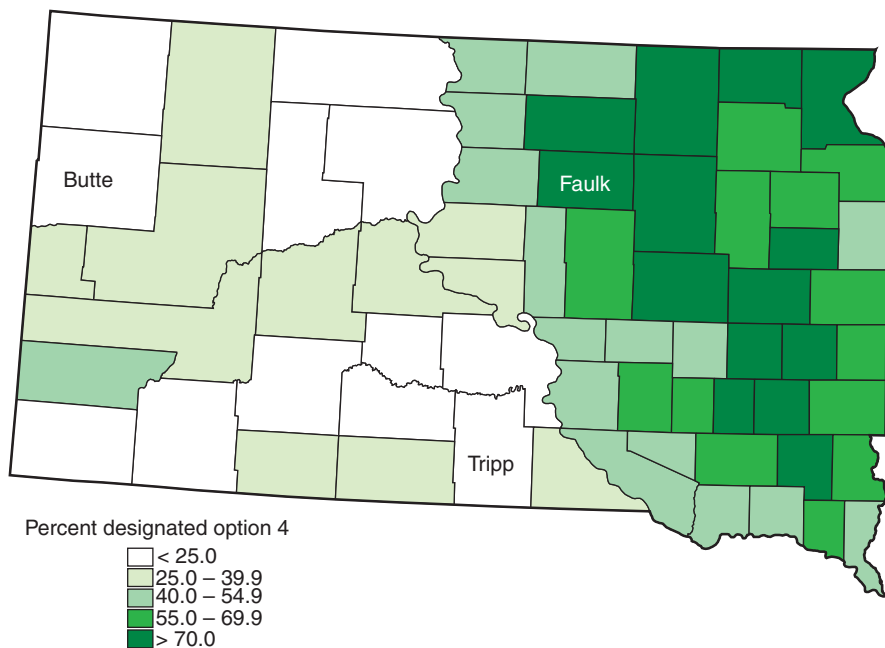 Butte
Faulk
Tripp
Percent designated option 4
< 25.0
25.0 – 39.9
40.0 – 54.9
55.0 – 69.9
> 70.0